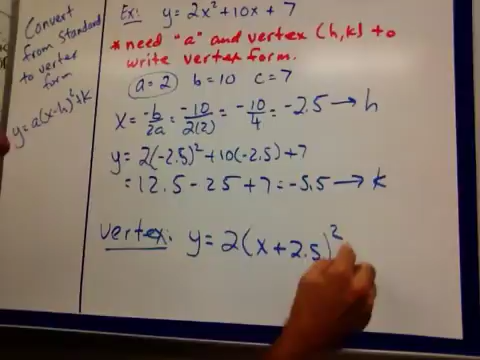 Convert
from Standard
to vertex
form
y=a(x-h)²+k
Ex: y=2x²+10x+7
*need "a" and vertex (h,k) to
write vertex form.
a=2 b=10 c=7
x=-b/2a=-10/2(2)=-10/4=-2.5→h
y=2(-2.5)²+10(-2.5)+7
=12.5-25+7=-5.5→k
vertex: y=2(x+2.5)²